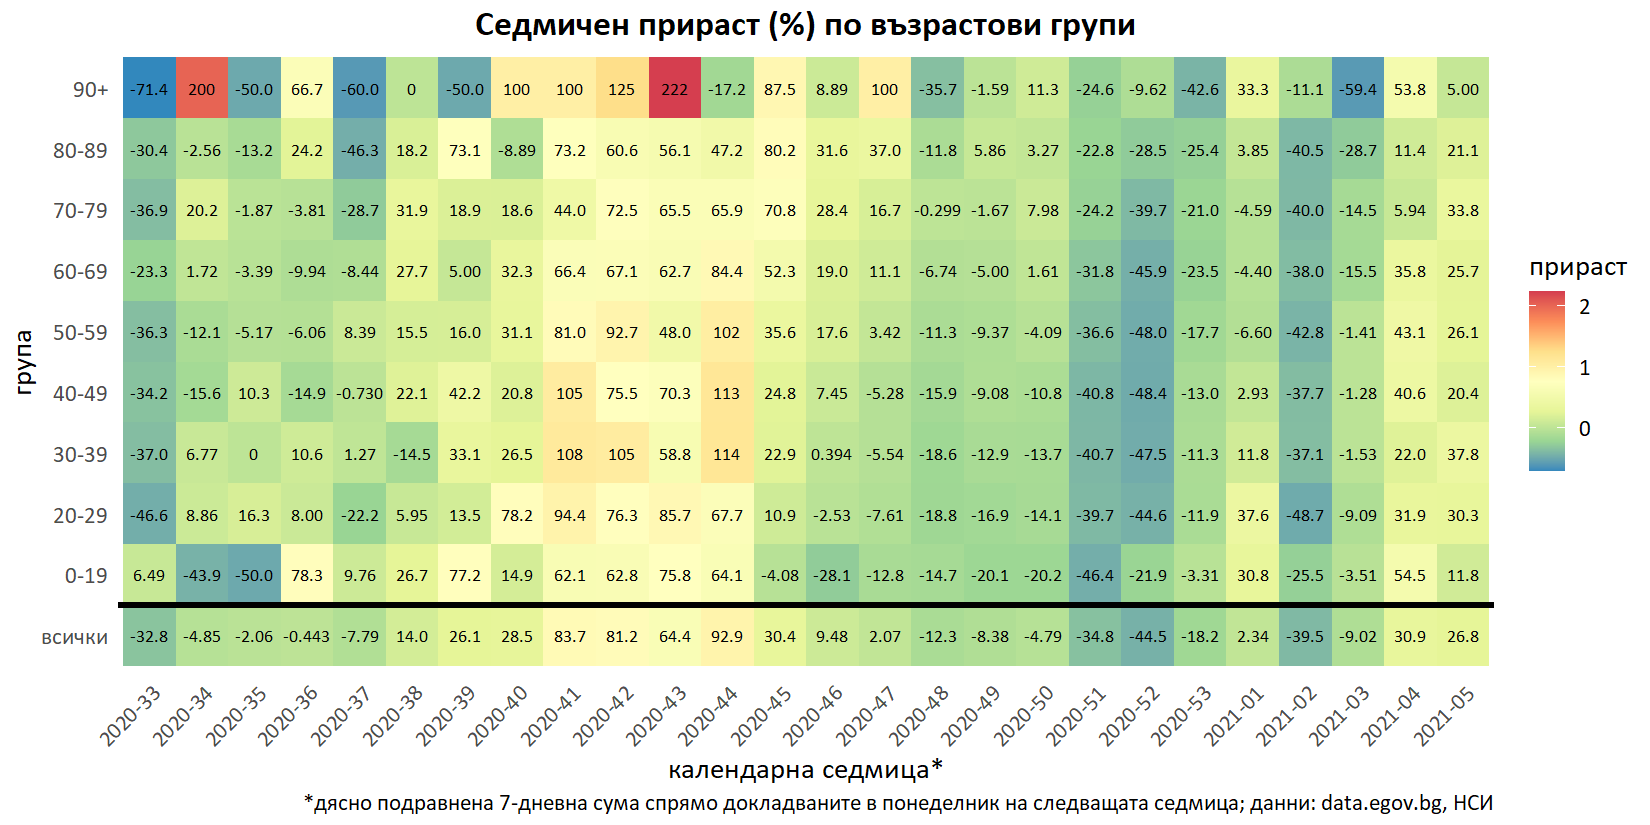 Седмичен прираст (%) по възрастови групи
90+ -71.4 200 -50.0 66.7 -60.0 0 -50.0 100 100 125 222 -17.2 87.5 8.89 100 -35.7 -1.59 11.3 -24.6 -9.62 -42.6 33.3 -11.1 -59.4 53.8 5.00
80-89 -30.4 -2.56 -13.2 24.2 -46.3 18.2 73.1 -8.89 73.2 60.6 56.1 47.2 80.2 31.6 37.0 -11.8 5.86 3.27 -22.8 -28.5 -25.4 3.85 -40.5 -28.7 11.4 21.1
70-79 -36.9 20.2 -1.87 -3.81 -28.7 31.9 18.9 18.6 44.0 72.5 65.5 65.9 70.8 28.4 16.7 -0.299 -1.67 7.98 -24.2 -39.7 -21.0 -4.59 -40.0 -14.5 5.94 33.8
60-69 -23.3 1.72 -3.39 -9.94 -8.44 27.7 5.00 32.3 66.4 67.1 62.7 84.4 52.3 19.0 11.1 -6.74 -5.00 1.61 -31.8 -45.9 -23.5 -4.40 -38.0 -15.5 35.8 25.7
50-59 -36.3 -12.1 -5.17 -6.06 8.39 15.5 16.0 31.1 81.0 92.7 48.0 102 35.6 17.6 3.42 -11.3 -9.37 -4.09 -36.6 -48.0 -17.7 -6.60 -42.8 -1.41 43.1 26.1
40-49 -34.2 -15.6 10.3 -14.9 -0.730 22.1 42.2 20.8 105 75.5 70.3 113 24.8 7.45 -5.28 -15.9 -9.08 -10.8 -40.8 -48.4 -13.0 2.93 -37.7 -1.28 40.6 20.4
30-39 -37.0 6.77 0 10.6 1.27 -14.5 33.1 26.5 108 105 58.8 114 22.9 0.394 -5.54 -18.6 -12.9 -13.7 -40.7 -47.5 -11.3 11.8 -37.1 -1.53 22.0 37.8
20-29 -46.6 8.86 16.3 8.00 -22.2 5.95 13.5 78.2 94.4 76.3 85.7 67.7 10.9 -2.53 -7.61 -18.8 -16.9 -14.1 -39.7 -44.6 -11.9 37.6 -48.7 -9.09 31.9 30.3
0-19 6.49 -43.9 -50.0 78.3 9.76 26.7 77.2 14.9 62.1 62.8 75.8 64.1 -4.08 -28.1 -12.8 -14.7 -20.1 -20.2 -46.4 -21.9 -3.31 30.8 -25.5 -3.51 54.5 11.8
всички -32.8 -4.85 -2.06 -0.443 -7.79 14.0 26.1 28.5 83.7 81.2 64.4 92.9 30.4 9.48 2.07 -12.3 -8.38 -4.79 -34.8 -44.5 -18.2 2.34 -39.5 -9.02 30.9 26.8
2020-33 2020-34 2020-35 2020-36 2020-37 2020-38 2020-39 2020-40 2020-41 2020-42 2020-43 2020-44 2020-45 2020-46 2020-47 2020-48 2020-49 2020-50 2020-51 2020-52 2020-53 2021-01 2021-02 2021-03 2021-04 2021-05
група
календарна седмица*
прираст
2
1
0
*дясно подравнена 7-дневна сума спрямо докладваните в понеделник на следващата седмица; данни: data.egov.bg, НСИ